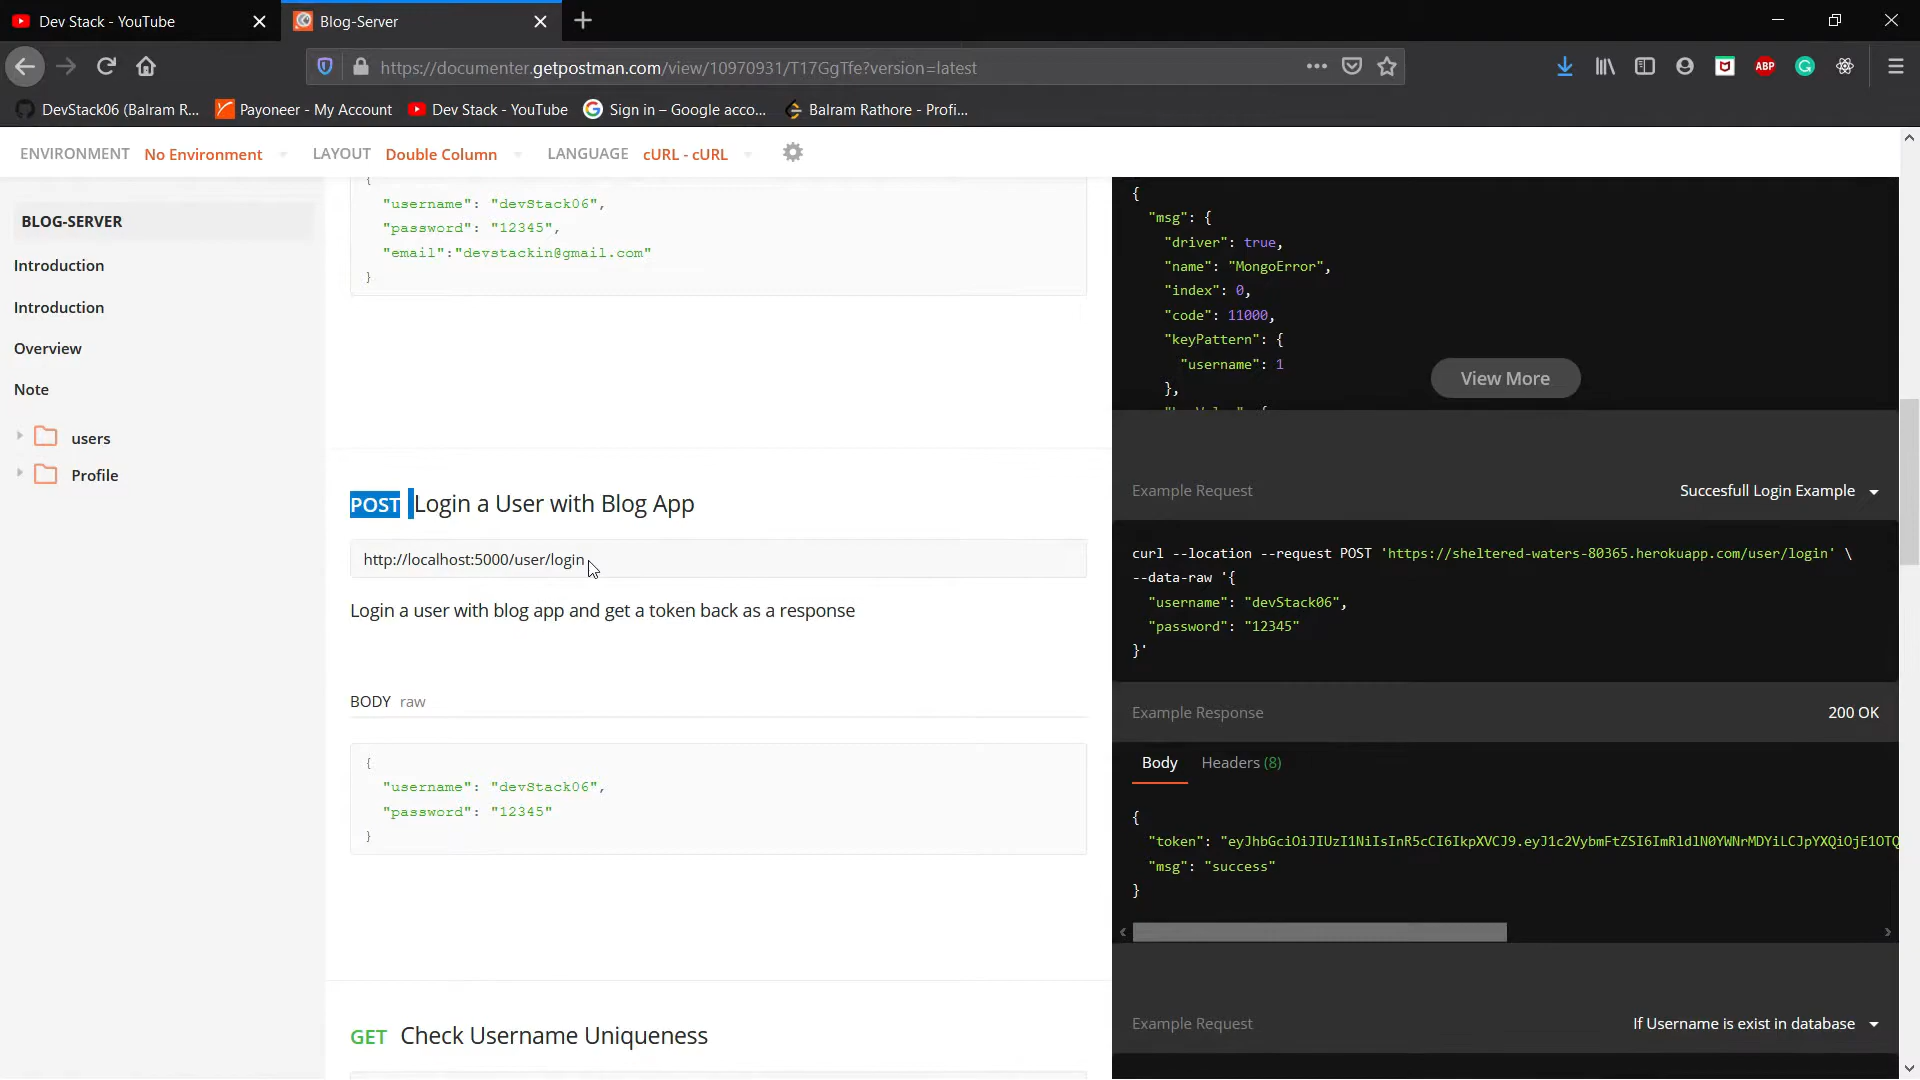 Dev Stack - YouTube
Blog-Server
https://documenter.getpostman.com/view/10970931/T17GgTfe?version=latest
ABP
DevStack06 (Balram R...
Payoneer - My Account
Dev Stack - YouTube
Sign in – Google acco...
Balram Rathore - Profi...
ENVIRONMENT No Environment
LAYOUT Double Column
LANGUAGE cURL - cURL
BLOG-SERVER
Introduction
Introduction
Overview
Note
users
Profile
{
"username": "devStack06",
"password": "12345",
"email":"devstackin@gmail.com"
}
POST Login a User with Blog App
http://localhost:5000/user/login
Login a user with blog app and get a token back as a response
BODY raw
{
"username": "devStack06",
"password": "12345"
}
GET Check Username Uniqueness
{
"msg": {
"driver": true,
"name": "MongoError",
"index": 0,
"code": 11000,
"keyPattern": {
"username": 1
},
View More
Example Request
Succesfull Login Example
curl --location --request POST 'https://sheltered-waters-80365.herokuapp.com/user/login' \
--data-raw '{
"username": "devStack06",
"password": "12345"
}'
Example Response
200 OK
Body
Headers (8)
{
"token": "eyJhbGciOiJIUzI1NiIsInR5cCI6IkpXVCJ9.eyJ1c2VybmFtZSI6ImRldlN0YWNrMDYiLCJpYXQiOjE1OTQ
"msg": "success"
}
Example Request
If Username is exist in database